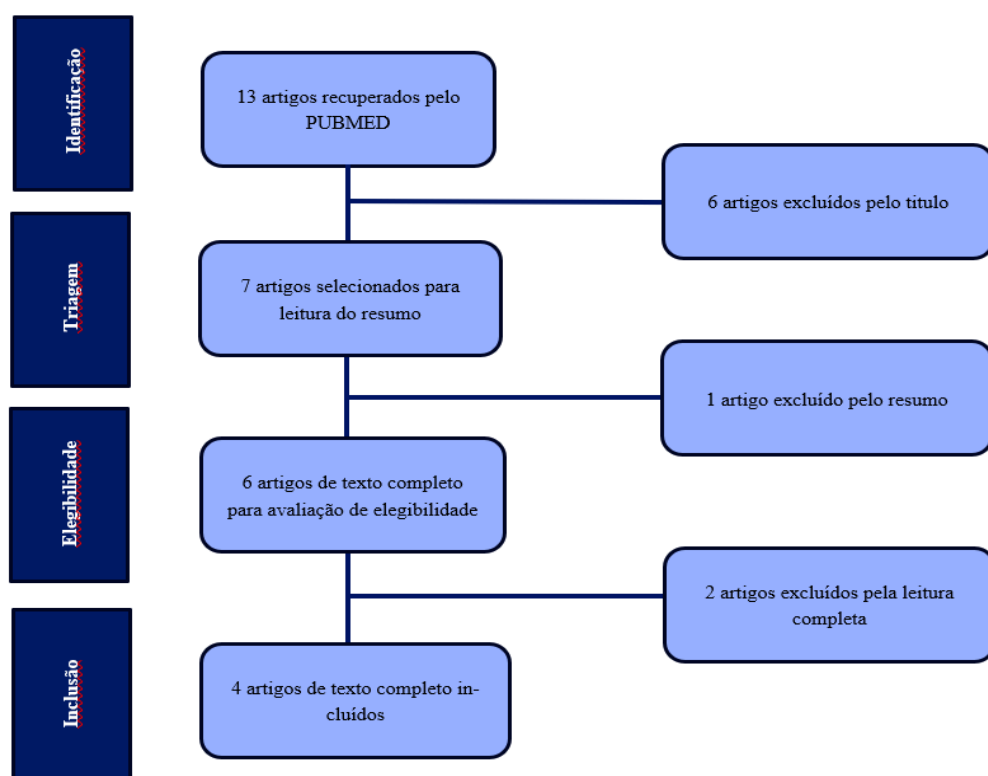 Identificação
13 artigos recuperados pelo
PUBMED
6 artigos excluídos pelo titulo
Triagem
7 artigos selecionados para
leitura do resumo
1 artigo excluído pelo resumo
Elegibilidade
6 artigos de texto completo
para avaliação de elegibilidade
2 artigos excluídos pela leitura
completa
Inclusão
4 artigos de texto completo in-
cluídos